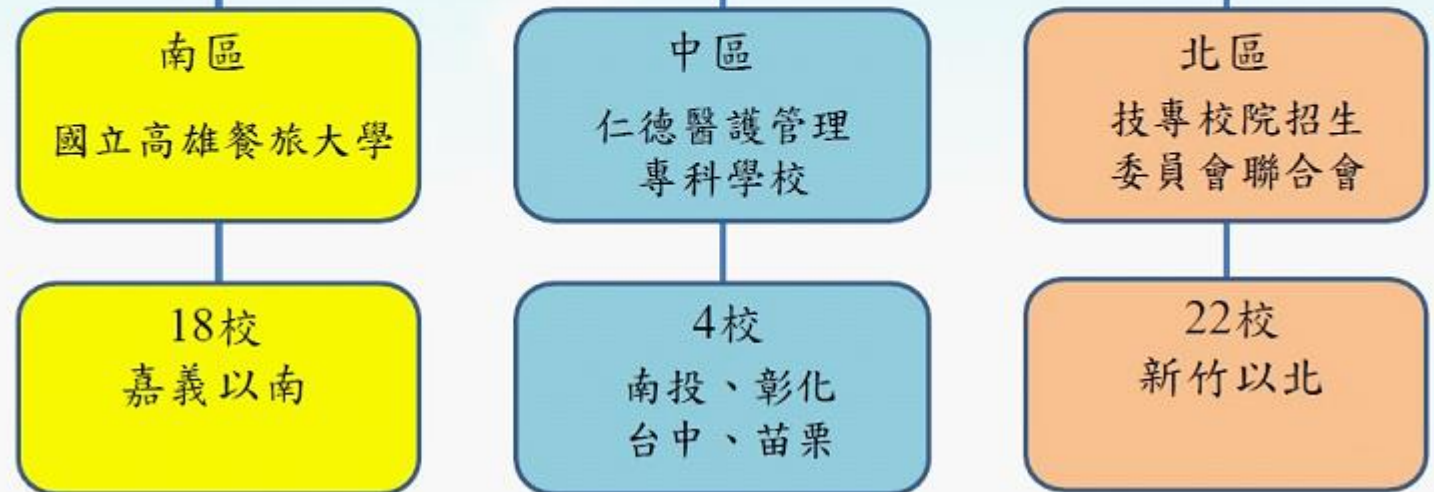 南區
國立高雄餐旅大學
中區
仁德醫護管理
專科學校
北區
技專校院招生
委員會聯合會
18校
嘉義以南
4校
南投、彰化
台中、苗栗
22校
新竹以北